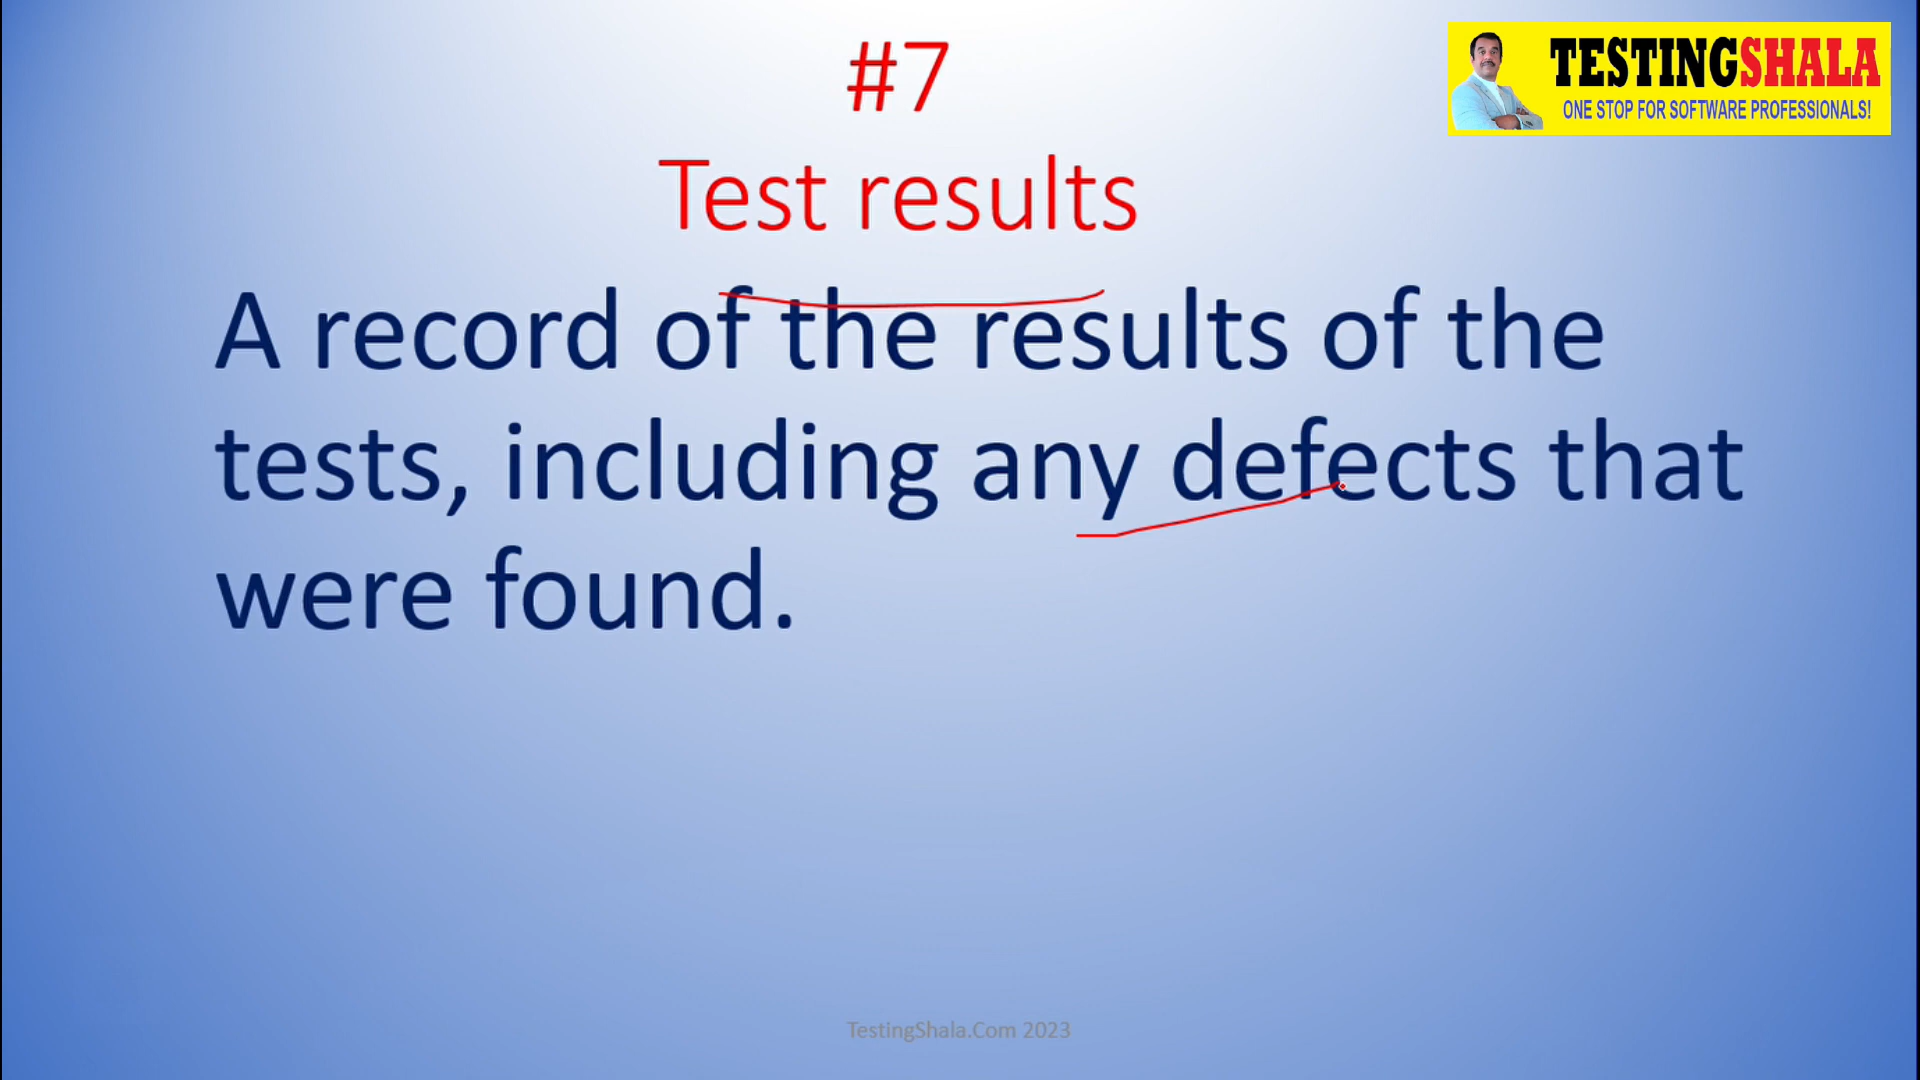 #7
TESTINGSHALA
ONE STOP FOR SOFTWARE PROFESSIONALS!
Test results
A record of the results of the
tests, including any defects that
were found.
TestingShala.Com 2023